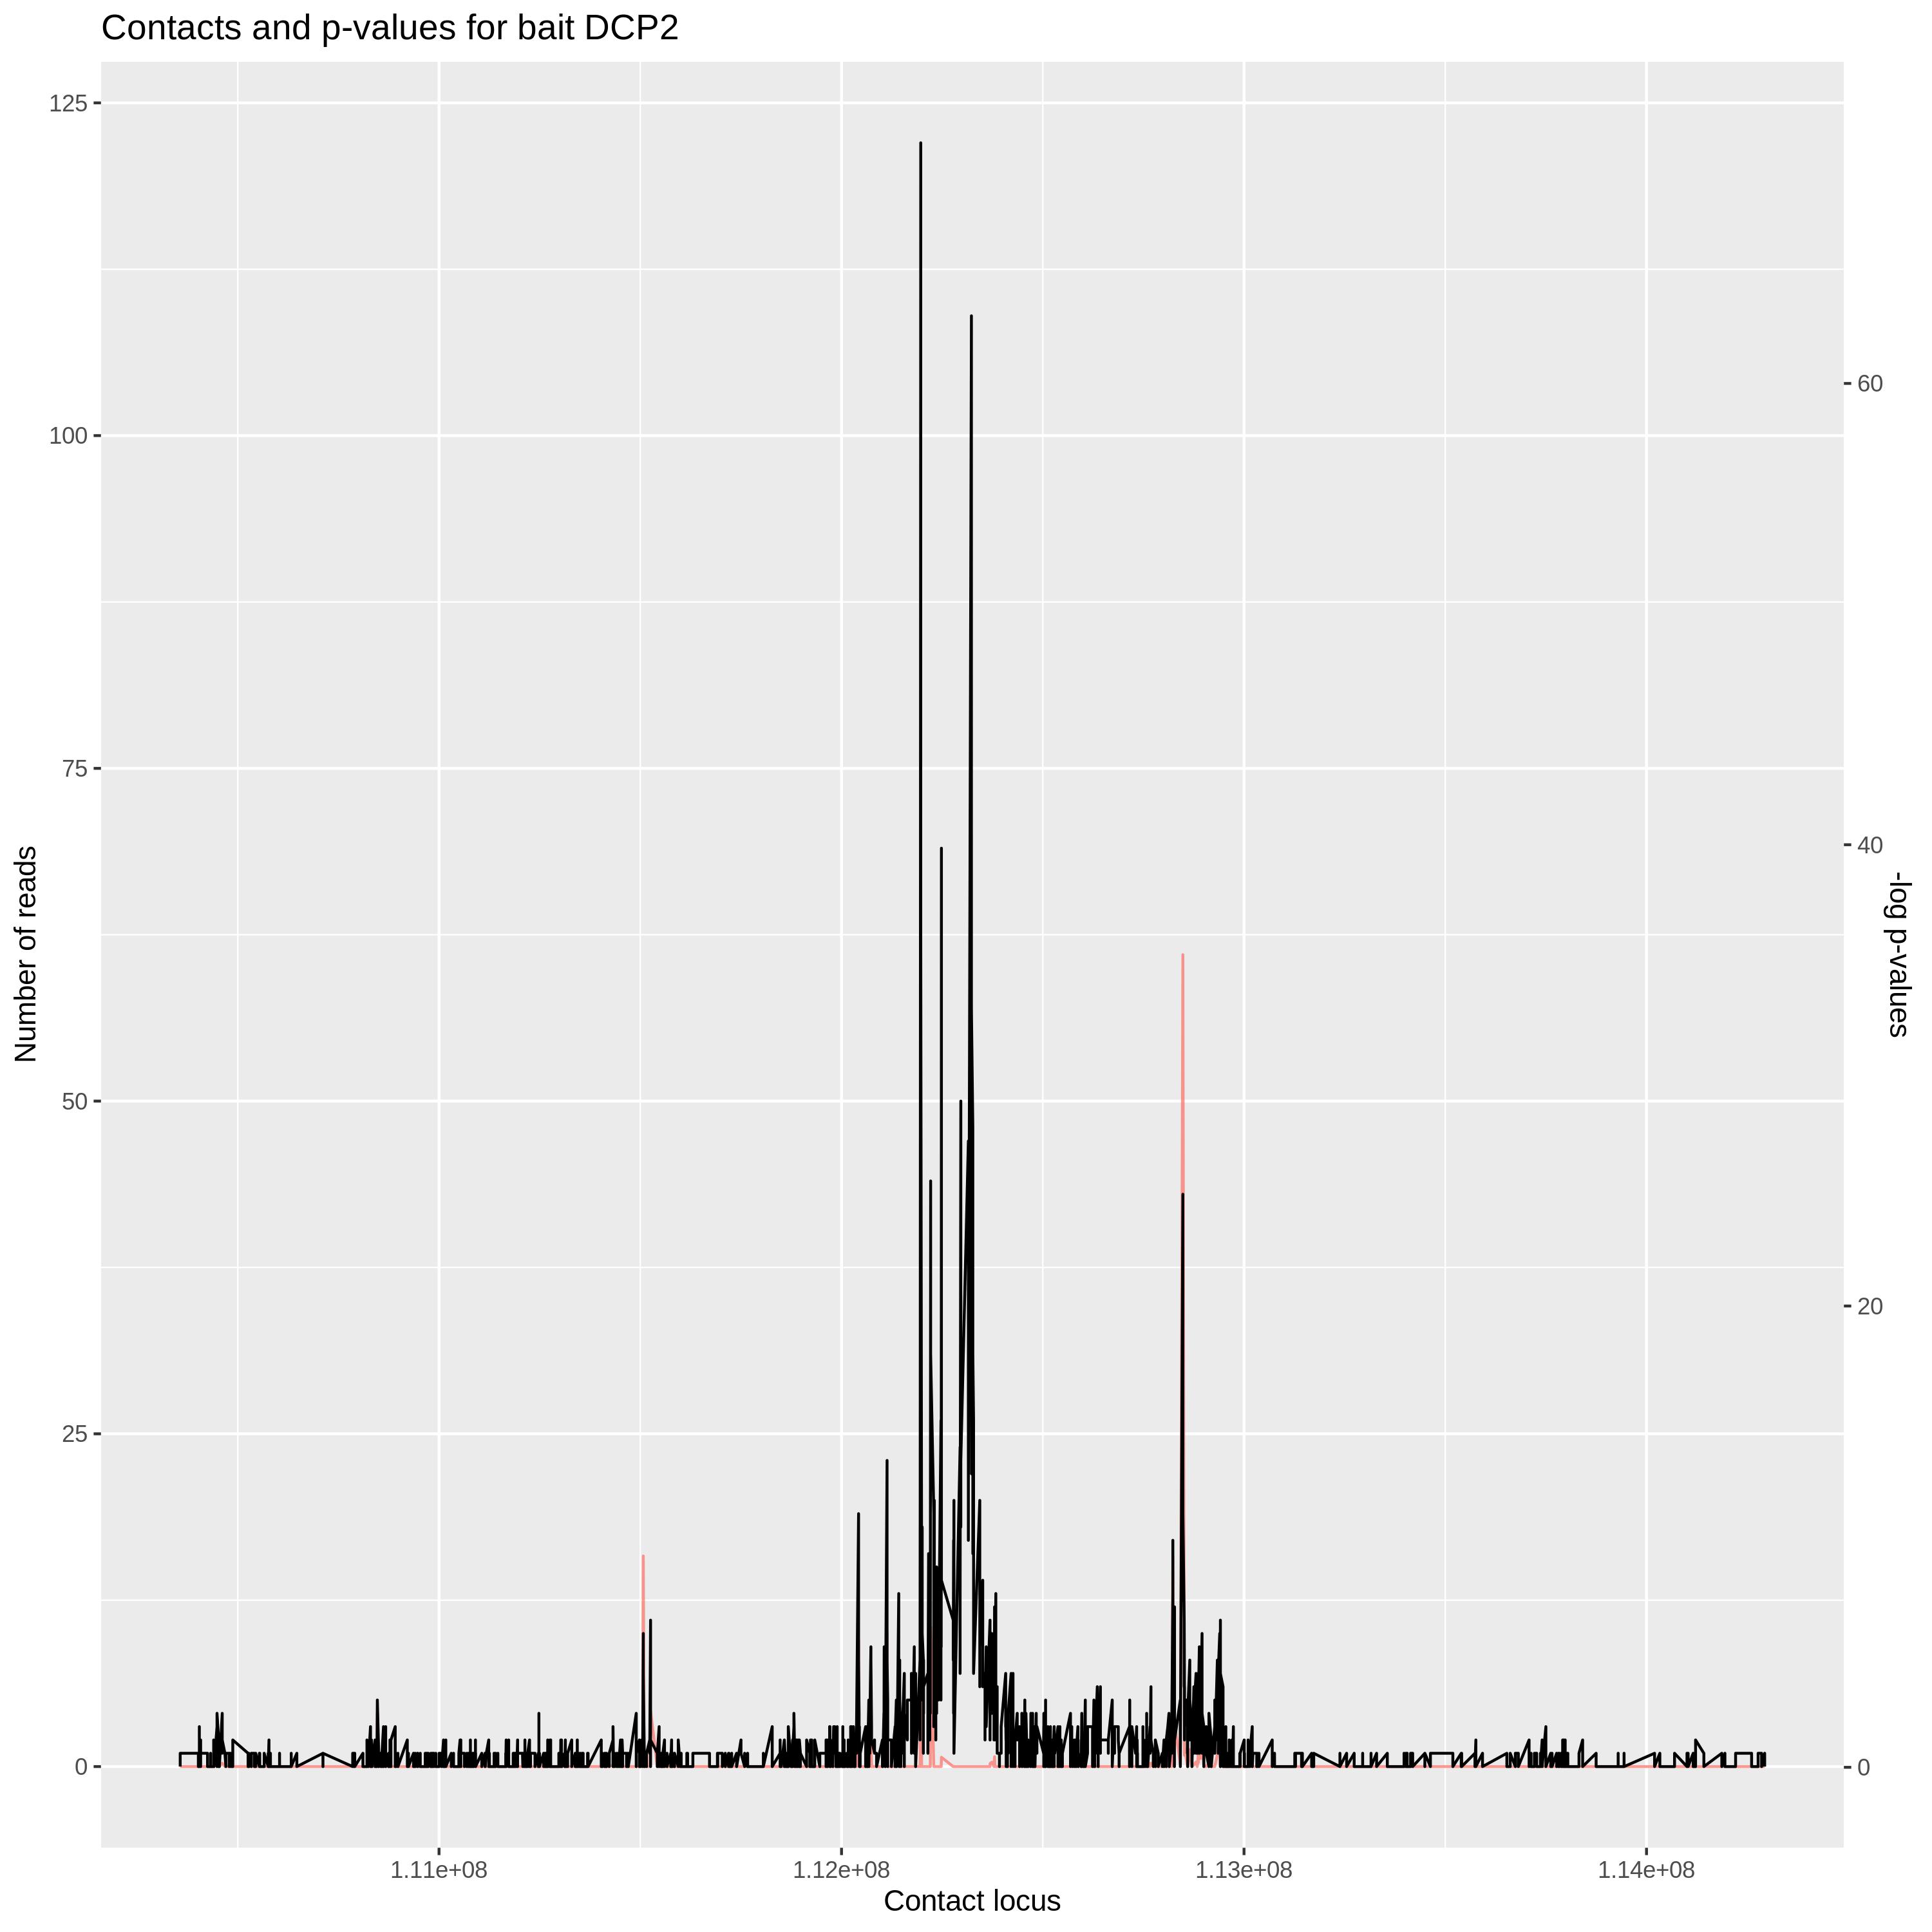 Contacts and p-values for bait DCP2
125
100
75
50
25
0
Number of reads
60
40
20
0
-log p-values
1.11e+08
1.12e+08
1.13e+08
1.14e+08
Contact locus